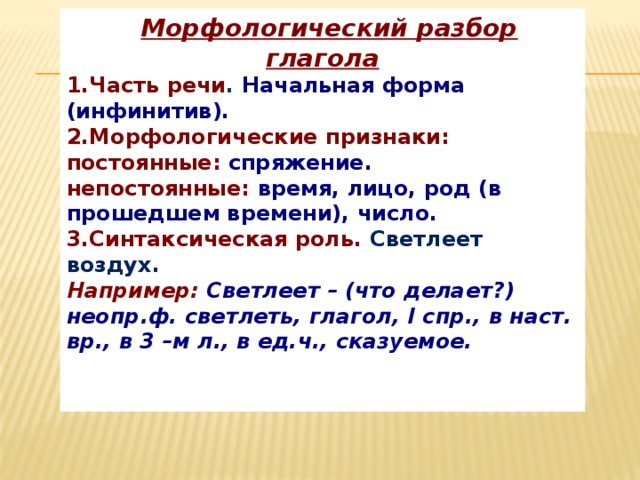 Морфологический разбор
глагола
1.Часть речи. Начальная форма
(инфинитив).
2.Морфологические признаки:
постоянные: спряжение.
непостоянные: время, лицо, род (в
прошедшем времени), число.
3.Синтаксическая роль. Светлеет
воздух.
Например: Светлеет – (что делает?)
неопр.ф. светлеть, глагол, I спр., в наст.
вр., в 3 –м л., в ед.ч., сказуемое.